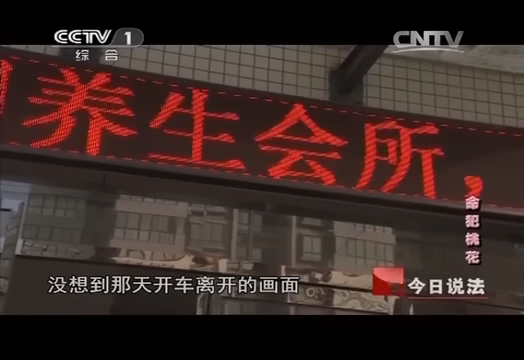 CCTV 1
综合
CNTV
养生会所，
命犯桃花
没想到那天开车离开的画面
今日说法